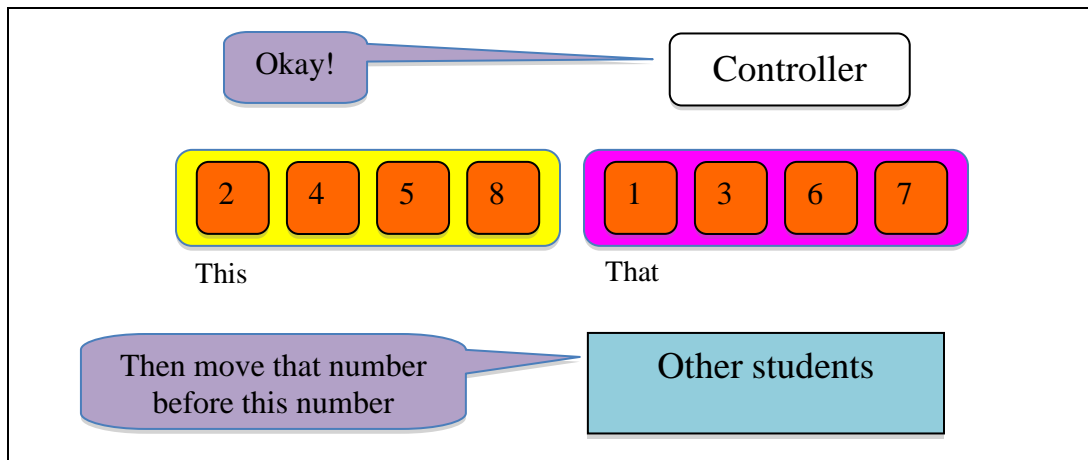 Okay!
Controller
2 4 5 8
1 3 6 7
This
That
Then move that number
before this number
Other students